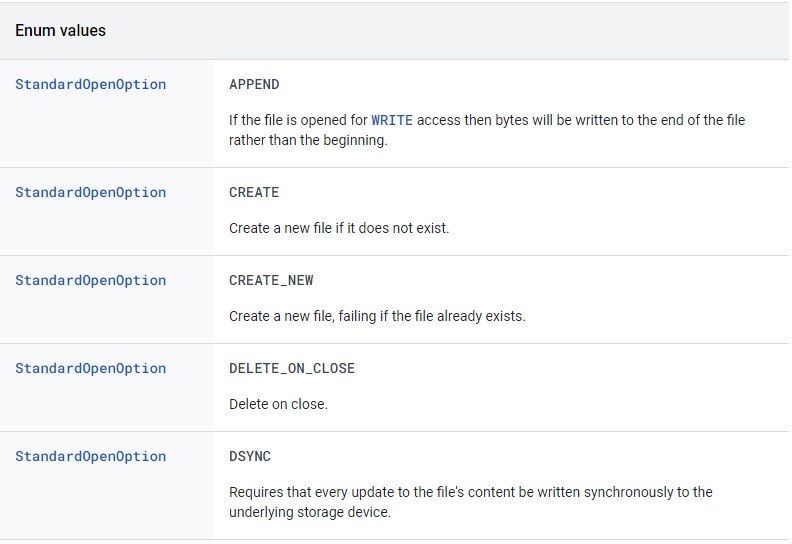 Enum values
StandardOpenOption
APPEND
If the file is opened for WRITE access then bytes will be written to the end of the file
rather than the beginning.
StandardOpenOption
CREATE
Create a new file if it does not exist.
StandardOpenOption
CREATE_NEW
Create a new file, failing if the file already exists.
StandardOpenOption
DELETE_ON_CLOSE
Delete on close.
StandardOpenOption
DSYNC
Requires that every update to the file's content be written synchronously to the
underlying storage device.